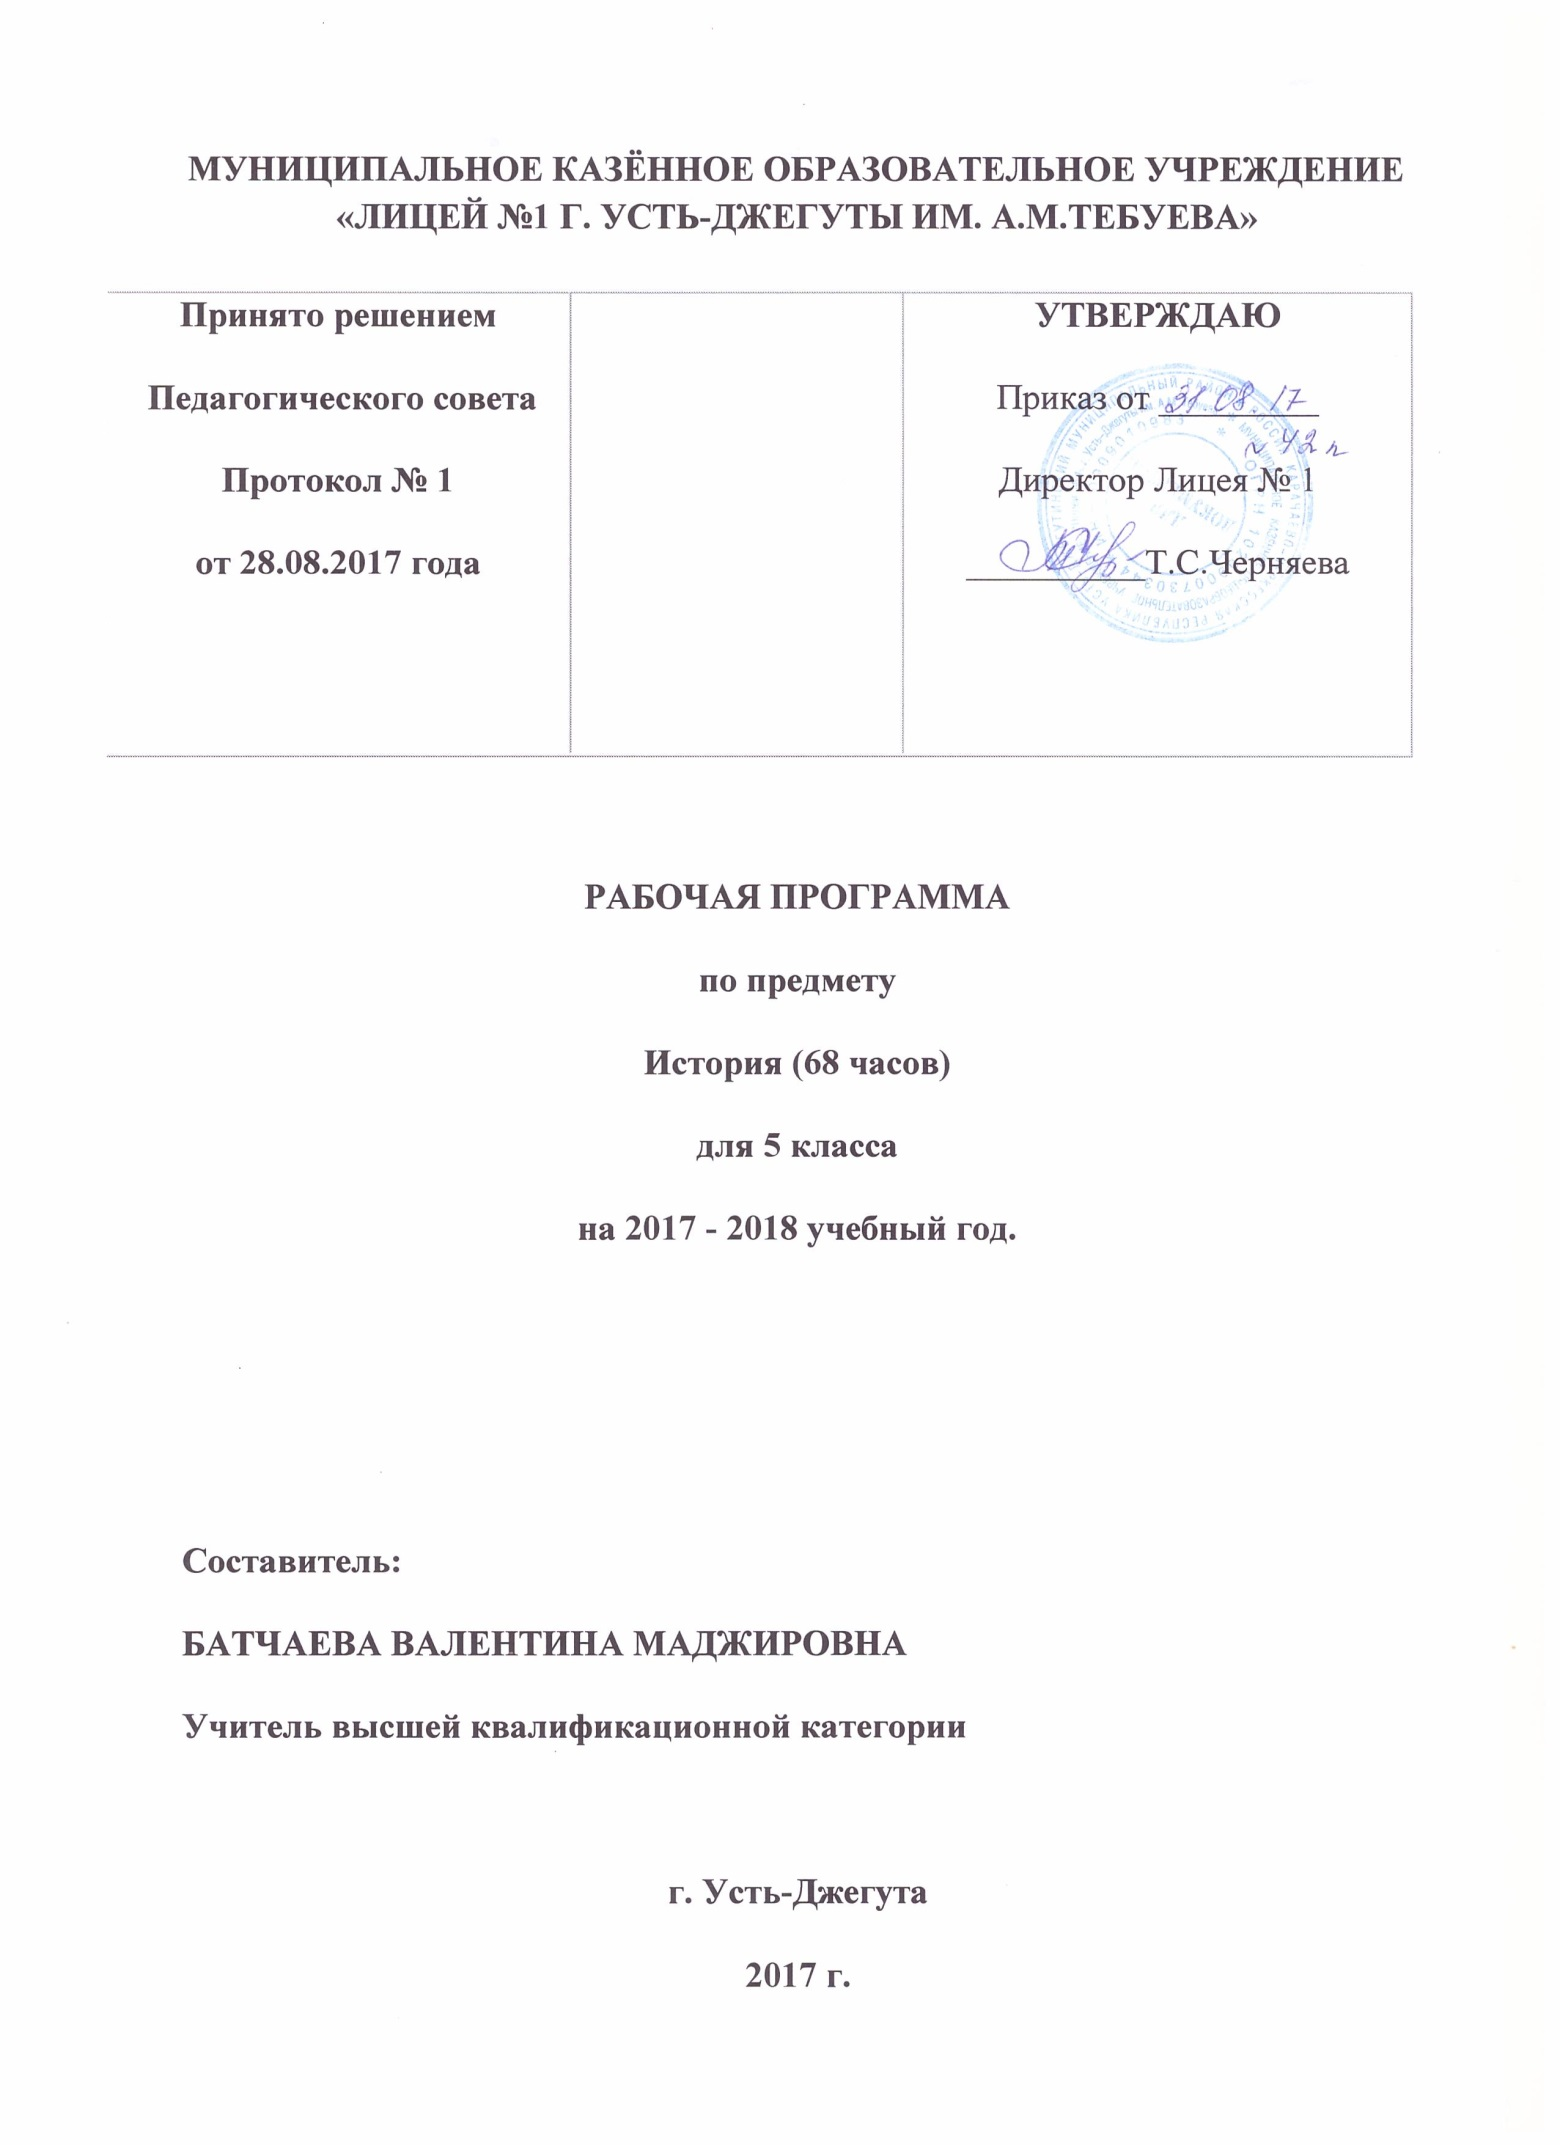 МУНИЦИПАЛЬНОЕ КАЗЁННОЕ ОБРАЗОВАТЕЛЬНОЕ УЧРЕЖДЕНИЕ
«ЛИЦЕЙ №1 Г. УСТЬ-ДЖЕГУТЫ ИМ. А.М.ТЕБУЕВА»
Принято решением
Педагогического совета
Протокол № 1
от 28.08.2017 года
УТВЕРЖДАЮ
Приказ от 31.08 17
Директор Лицея № 1
Т.С.Черняева
РАБОЧАЯ ПРОГРАММА
по предмету
История (68 часов)
для 5 класса
на 2017 - 2018 учебный год.
Составитель:
БАТЧАЕВА ВАЛЕНТИНА МАДЖИРОВНА
Учитель высшей квалификационной категории
г. Усть-Джегута
2017 г.